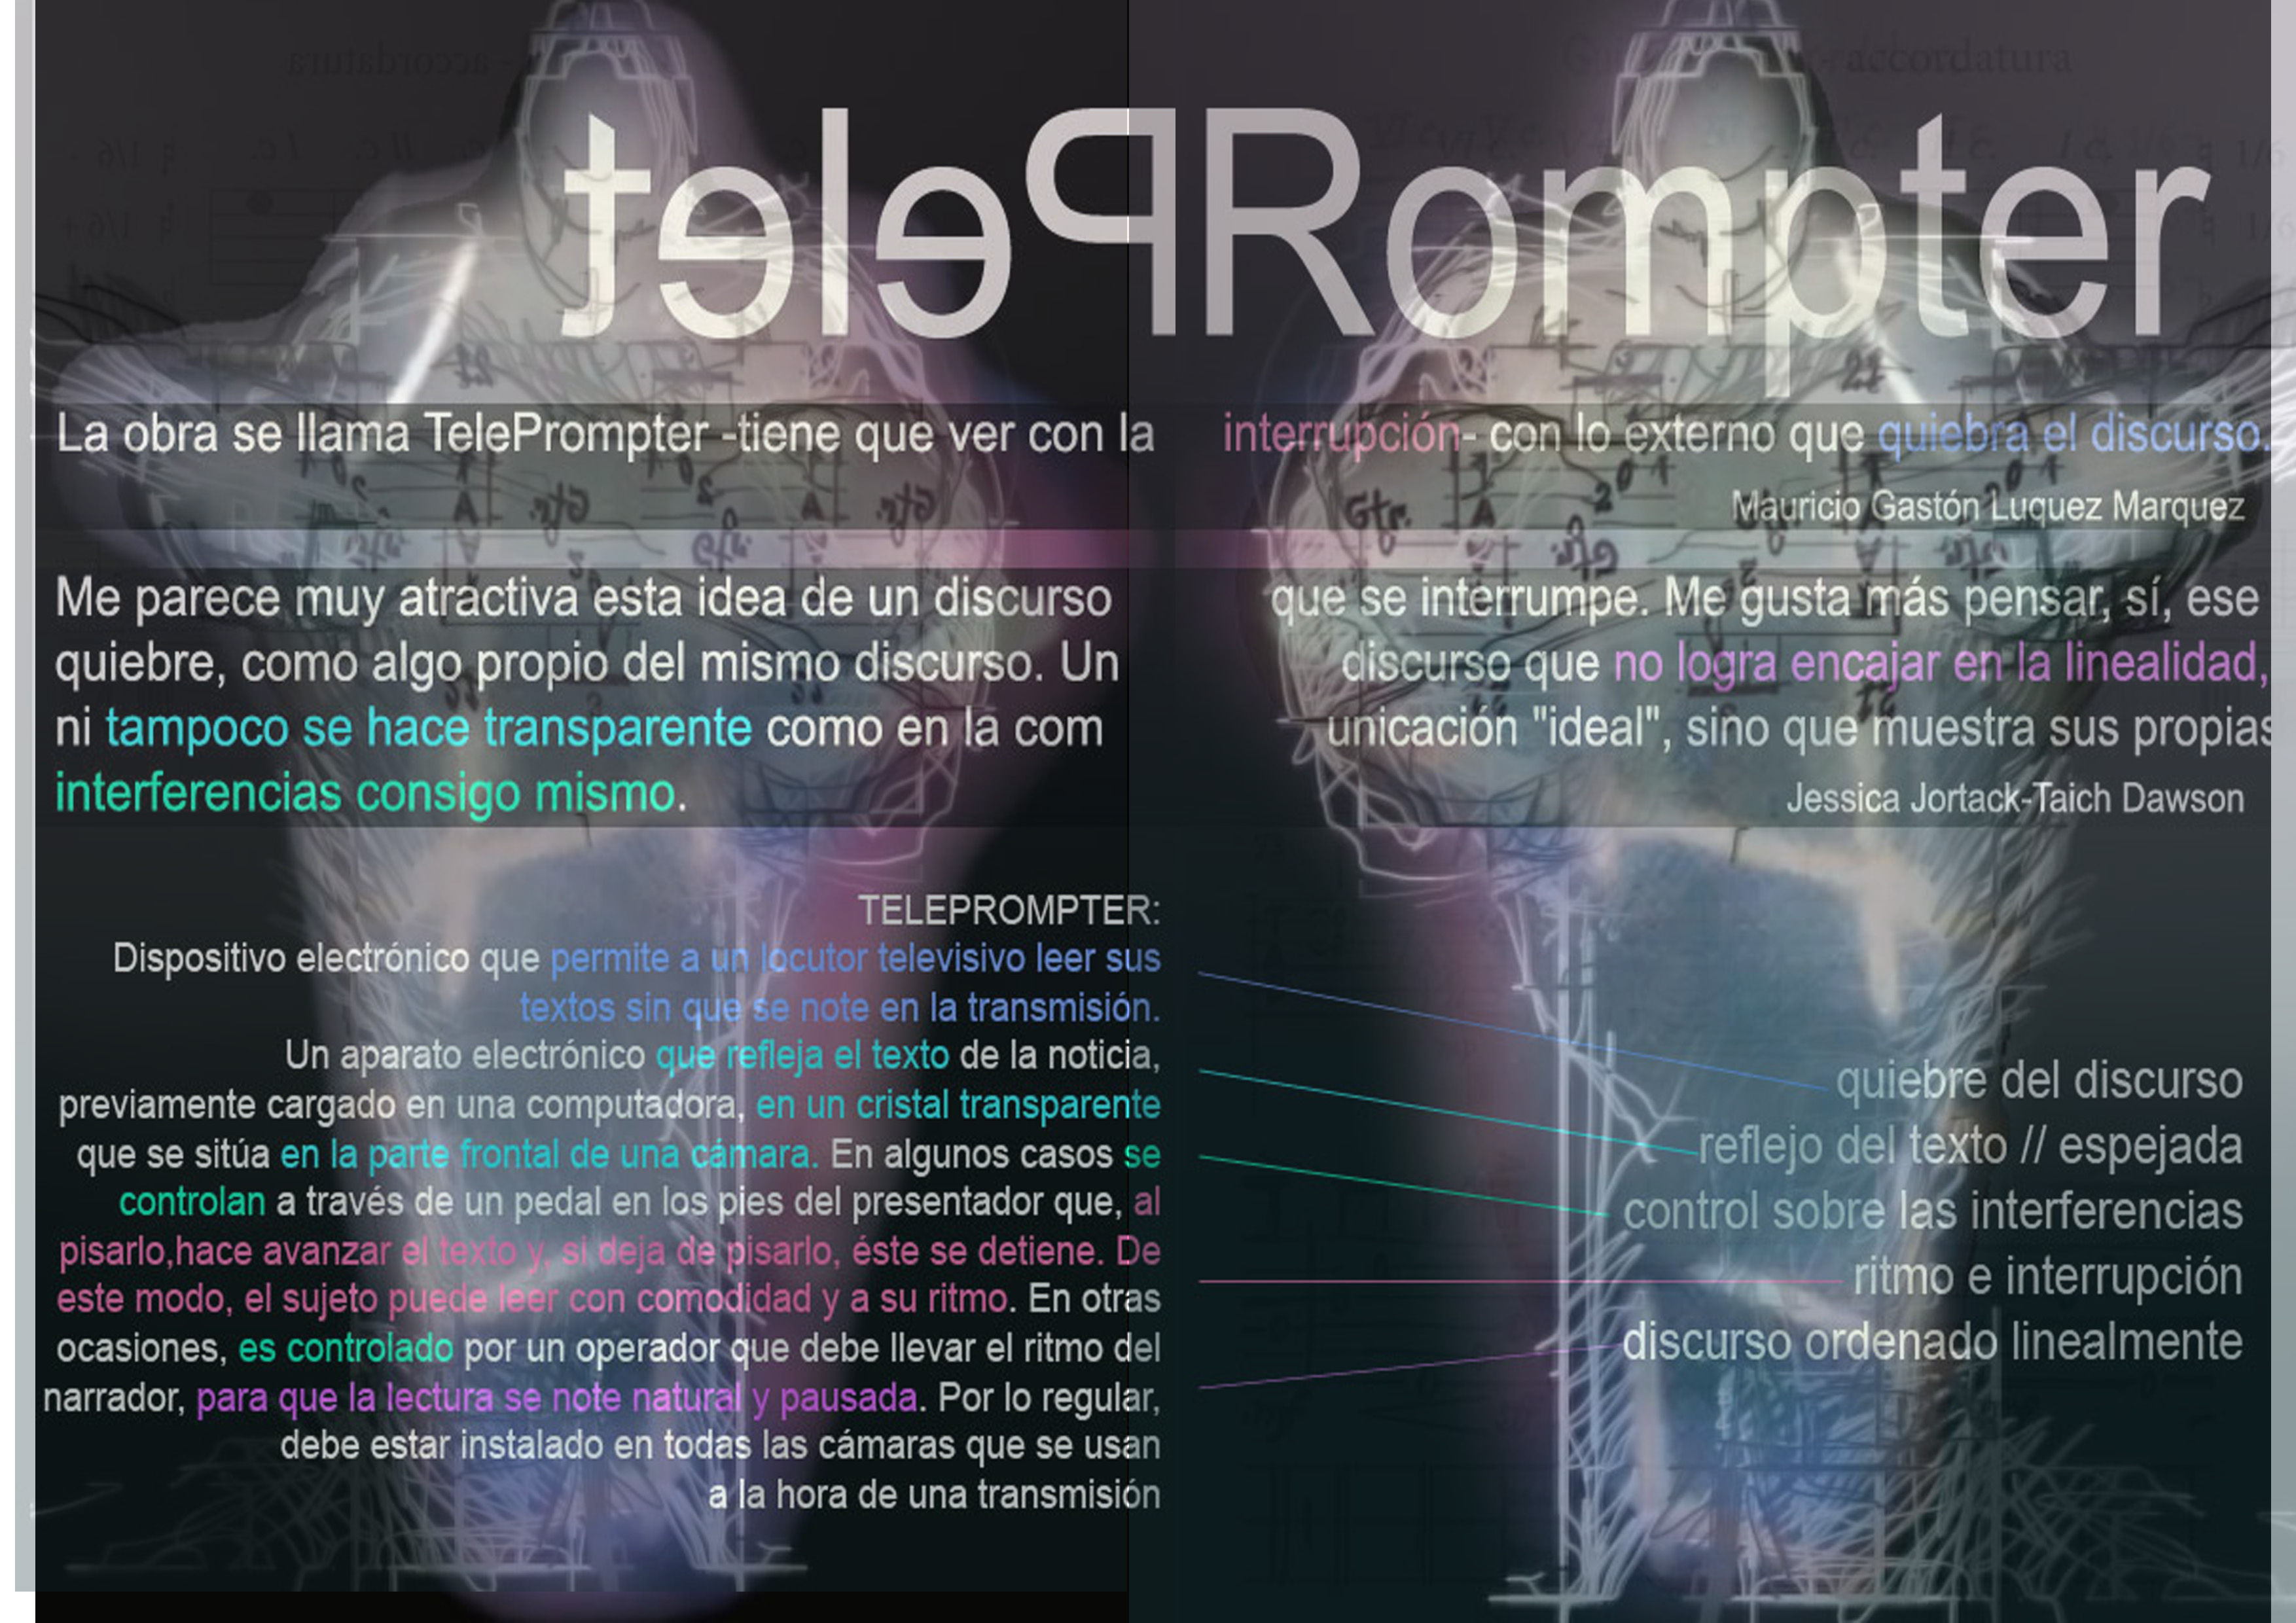 telePRompter
La obra se llama TelePrompter -tiene que ver con la interrupción- con lo externo que quiebra el discurso.
Mauricio Gastón Luquez Marquez
Me parece muy atractiva esta idea de un discurso que se interrumpe. Me gusta más pensar, sí, ese
quiebre, como algo propio del mismo discurso. Un discurso que no logra encajar en la linealidad,
ni tampoco se hace transparente como en la com unicación "ideal", sino que muestra sus propias
interferencias consigo mismo.
Jessica Jortack-Taich Dawson
TELEPROMPTER:
Dispositivo electrónico que permite a un locutor televisivo leer sus
textos sin que se note en la transmisión.
Un aparato electrónico que refleja el texto de la noticia,
previamente cargado en una computadora, en un cristal transparente
que se sitúa en la parte frontal de una cámara. En algunos casos se
controlan a través de un pedal en los pies del presentador que, al
pisarlo,hace avanzar el texto y, si deja de pisarlo, éste se detiene. De
este modo, el sujeto puede leer con comodidad y a su ritmo. En otras
ocasiones, es controlado por un operador que debe llevar el ritmo del
narrador, para que la lectura se note natural y pausada. Por lo regular,
debe estar instalado en todas las cámaras que se usan
a la hora de una transmisión
quiebre del discurso
reflejo del texto // espejada
control sobre las interferencias
ritmo e interrupción
discurso ordenado linealmente